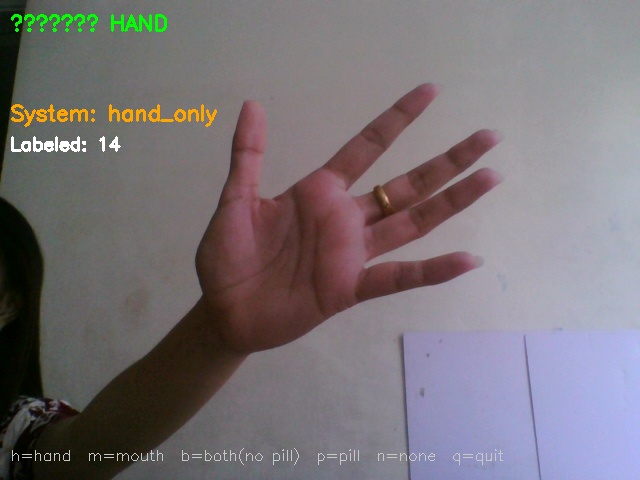 ??????? HAND
System: hand_only
Labeled: 14
h=hand m=mouth b=both(no pill) p=pill n=none q=quit